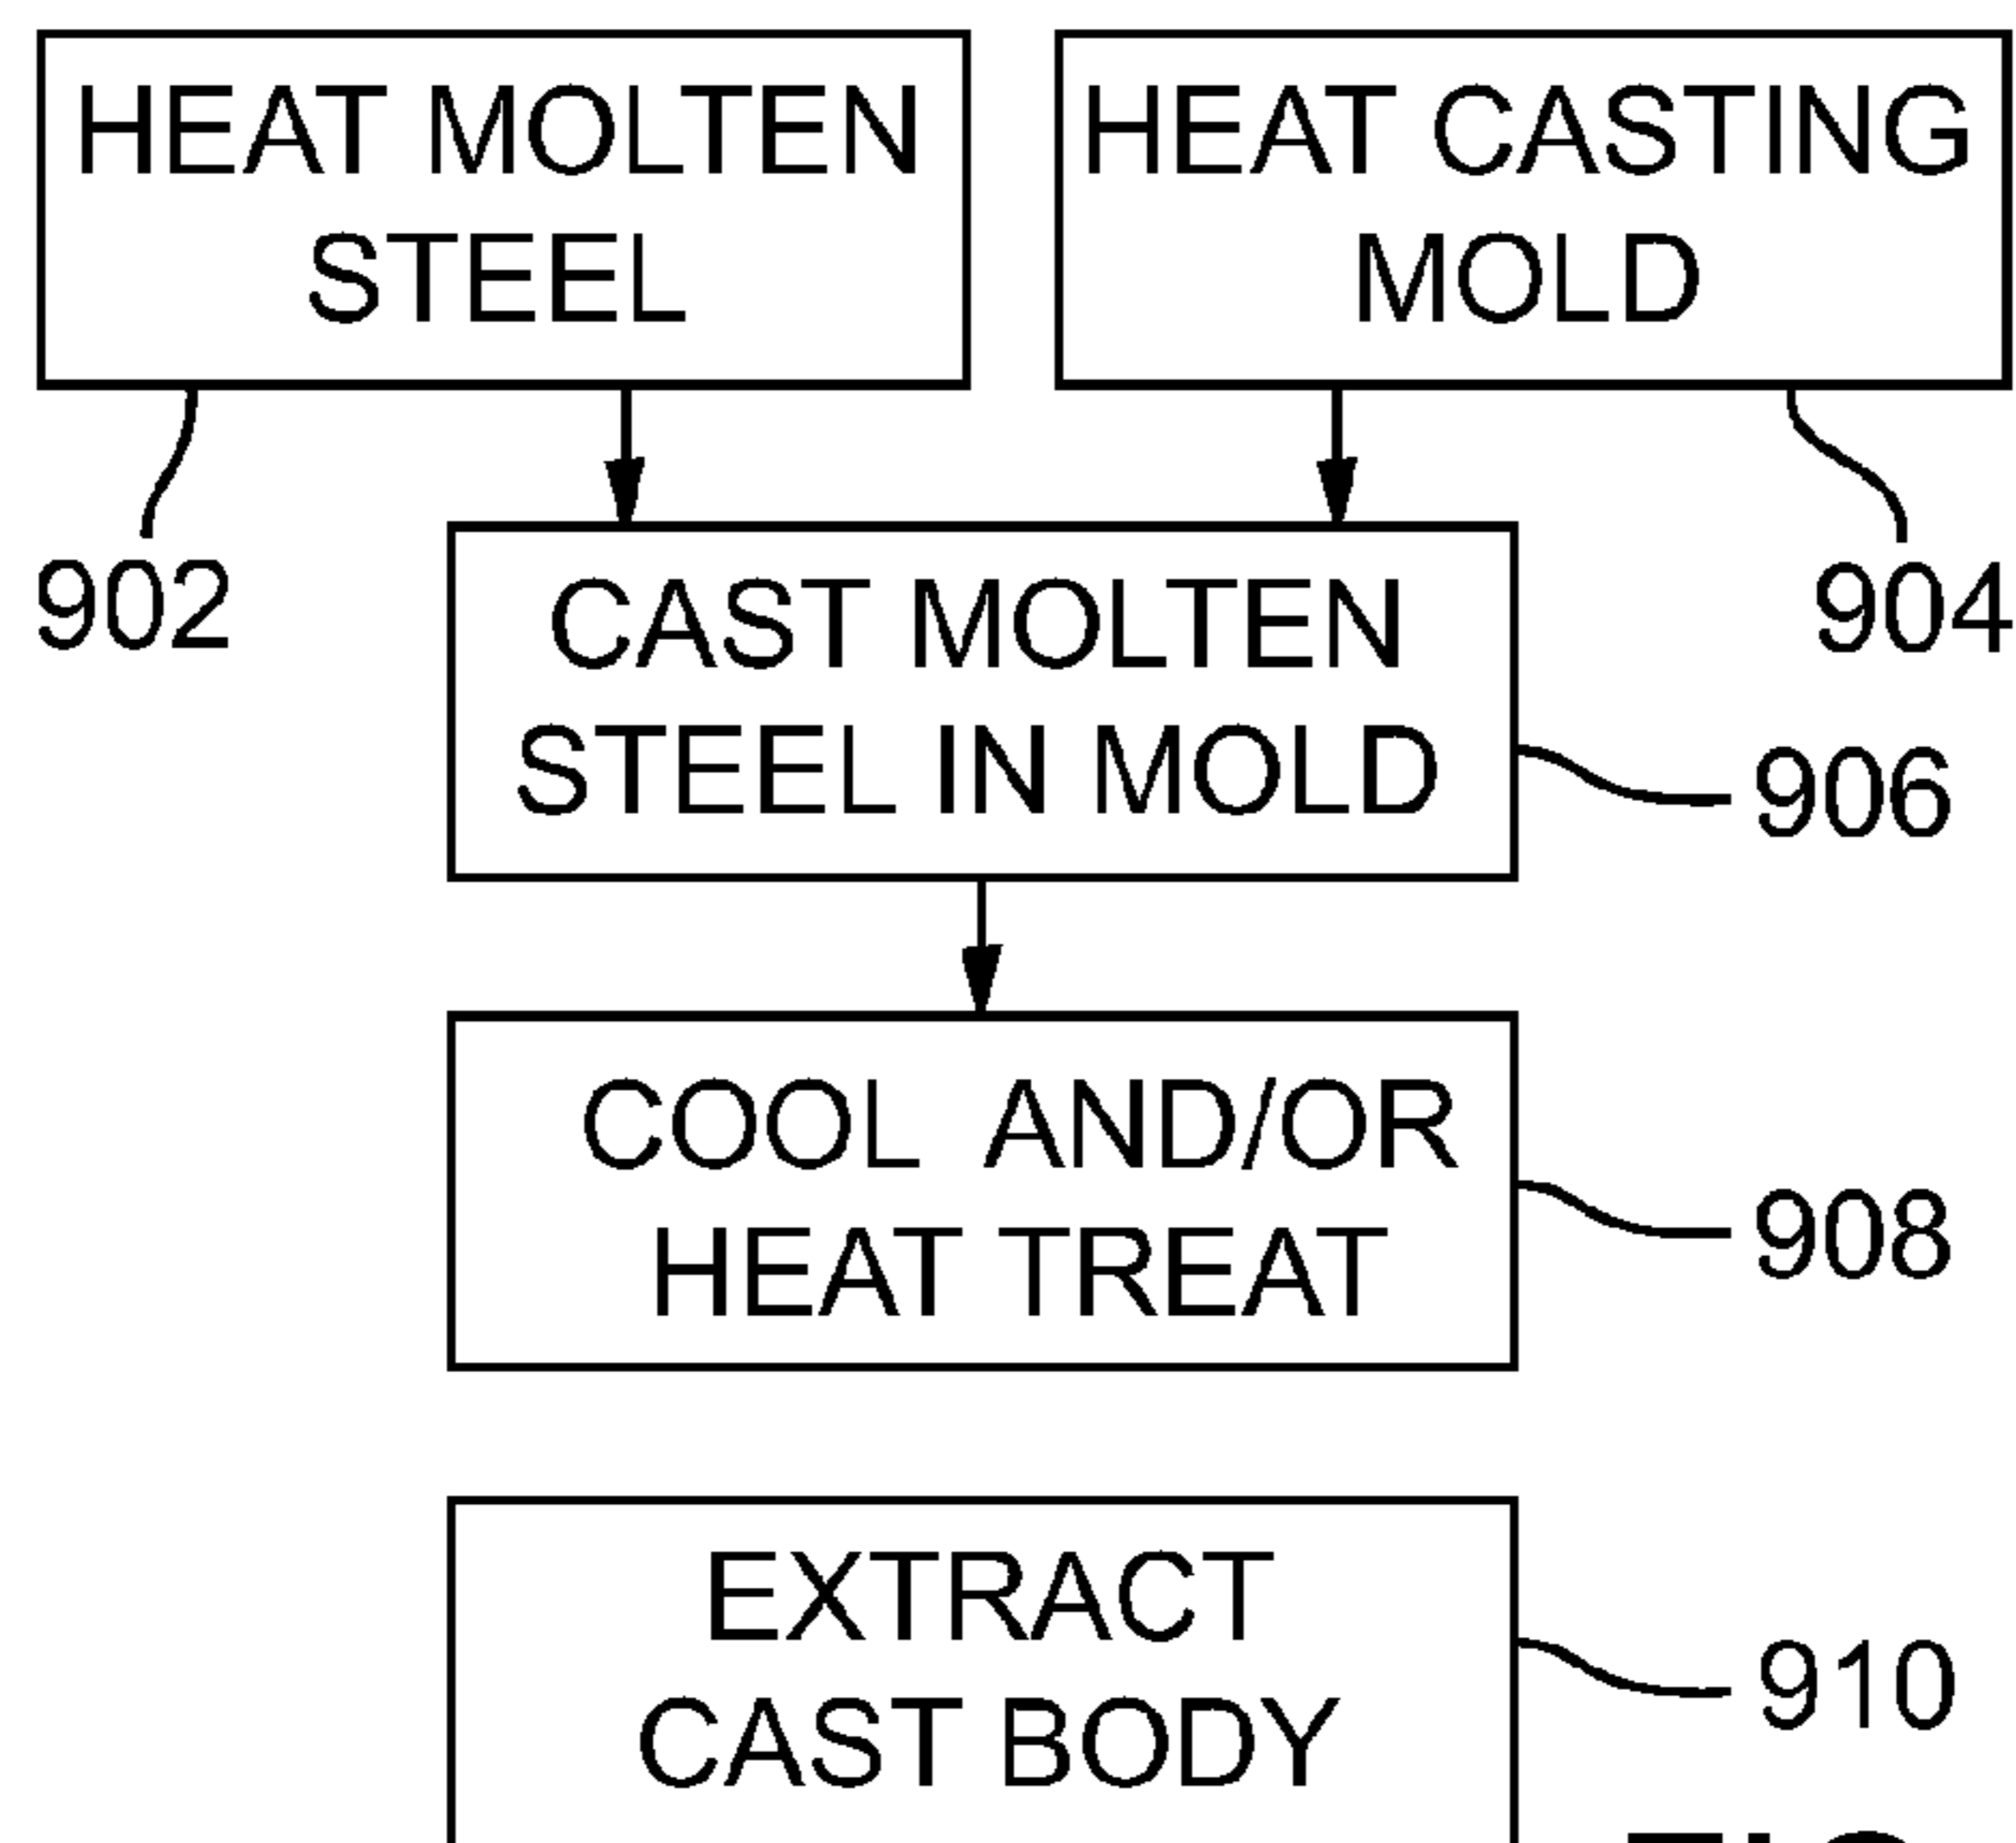 HEAT MOLTEN
STEEL
HEAT CASTING
MOLD
902
904
CAST MOLTEN
STEEL IN MOLD
906
COOL AND/OR
HEAT TREAT
908
EXTRACT
CAST BODY
910